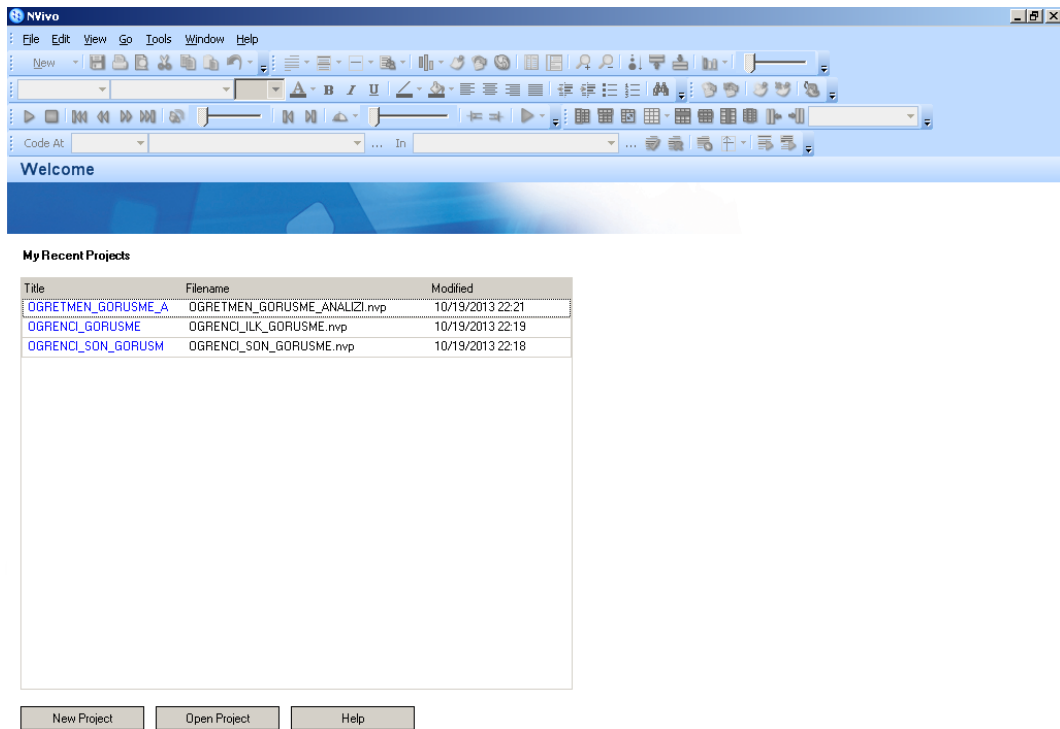 NVivo
File Edit View Go Tools Window Help
New
A B I U
Code At ... In ...
Welcome
My Recent Projects
Title Filename Modified
OGRETMEN_GORUSME_A OGRETMEN_GORUSME_ANALIZI.nvp 10/19/2013 22:21
OGRENCI_GORUSME OGRENCI_ILK_GORUSME.nvp 10/19/2013 22:19
OGRENCI_SON_GORUSM OGRENCI_SON_GORUSME.nvp 10/19/2013 22:18
New Project Open Project Help